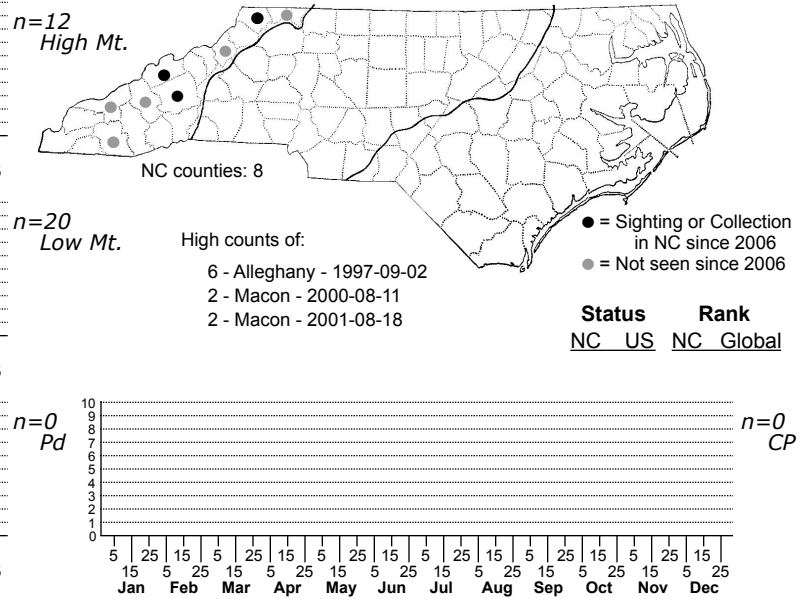 n=12
High Mt.
NC counties: 8
n=20
Low Mt.
High counts of:
6 - Alleghany - 1997-09-02
2 - Macon - 2000-08-11
2 - Macon - 2001-08-18
= Sighting or Collection
in NC since 2006
= Not seen since 2006
Status Rank
NC US NC Global
n=0
Pd
n=0
CP
10
9
8
7
6
5
4
3
2
1
0
5 25 15 5 25 15 5 25 15 5 25 15 5 25 15 5 25 15
15 5 25 15 5 25 15 5 25 15 5 25 15 5 25 15 5 25
Jan Feb Mar Apr May Jun Jul Aug Sep Oct Nov Dec